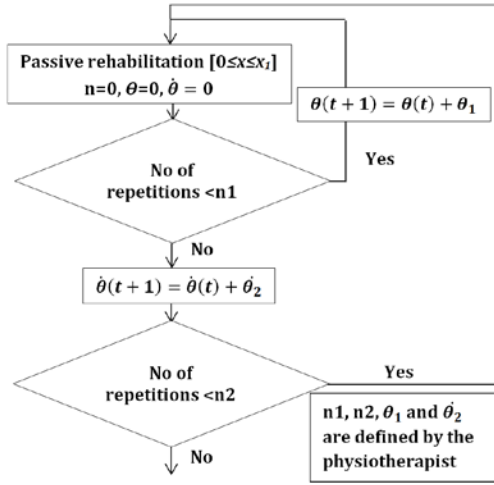 Passive rehabilitation [0≤x≤x₁]
n=0, θ=0, θ̇ = 0
θ(t + 1) = θ(t) + θ₁
Yes
No of
repetitions <n1
No
θ̇(t + 1) = θ̇(t) + θ̇₂
Yes
No of
repetitions <n2
n1, n2, θ₁ and θ̇₂
are defined by the
physiotherapist
No